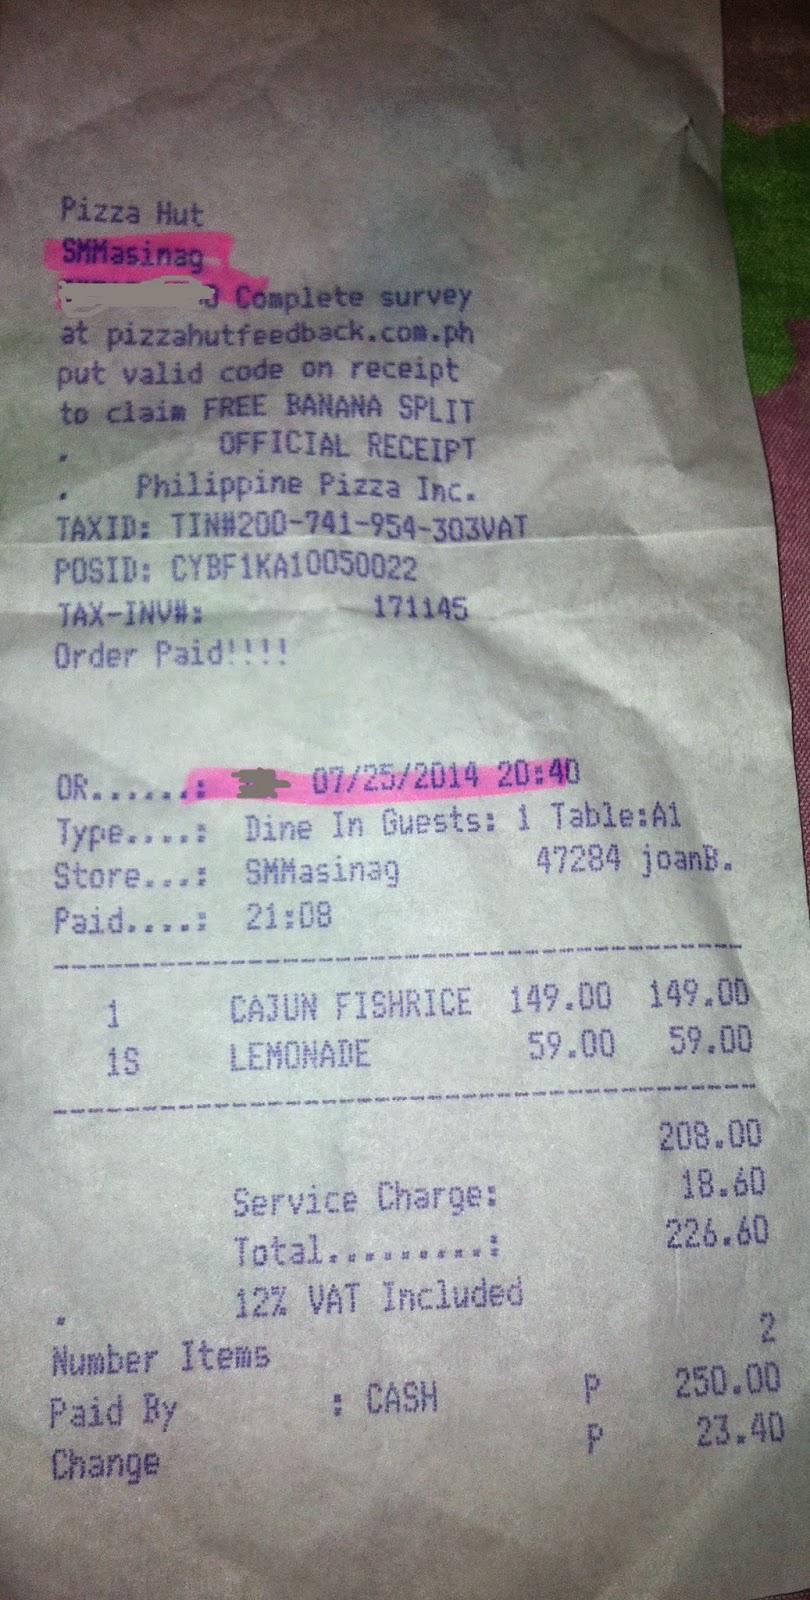 Pizza Hut
SMMasinag
Complete survey
at pizzahutfeedback.com.ph
put valid code on receipt
to claim FREE BANANA SPLIT
. OFFICIAL RECEIPT
. Philippine Pizza Inc.
TAXID: TIN#200-741-954-303VAT
POSID: CYBF1KA10050022
TAX-INV#: 171145
Order Paid!!!!
OR......: 07/25/2014 20:40
Type....: Dine In Guests: 1 Table:A1
Store...: SMMasinag 47284 joanB.
Paid....: 21:08
1 CAJUN FISHRICE 149.00 149.00
1S LEMONADE 59.00 59.00
208.00
Service Charge: 18.60
Total.........: 226.60
. 12% VAT Included
Number Items 2
Paid By : CASH P 250.00
Change P 23.40